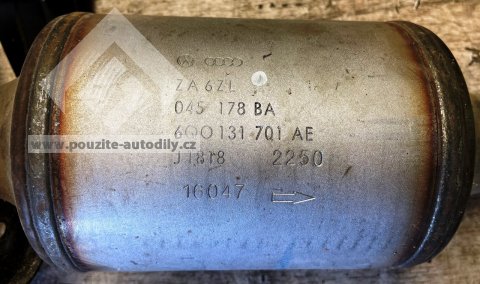 ZA 6ZL
045 178 BA
6Q0 131 701 AE
www.pouzite-autodily.cz
J1818 2250
16047